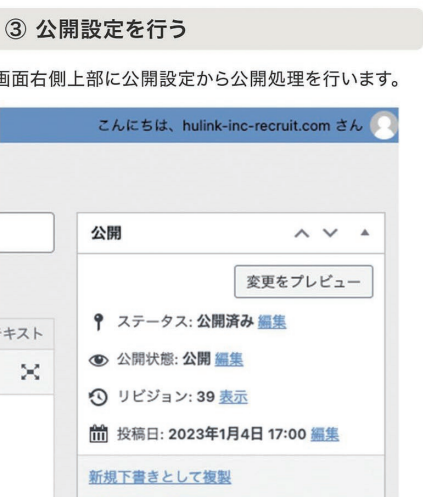 ③ 公開設定を行う
画面右側上部に公開設定から公開処理を行います。
こんにちは、hulink-inc-recruit.com さん
公開
変更をプレビュー
ステータス: 公開済み 編集
キスト
公開状態: 公開 編集
リビジョン: 39 表示
投稿日: 2023年1月4日 17:00 編集
新規下書きとして複製